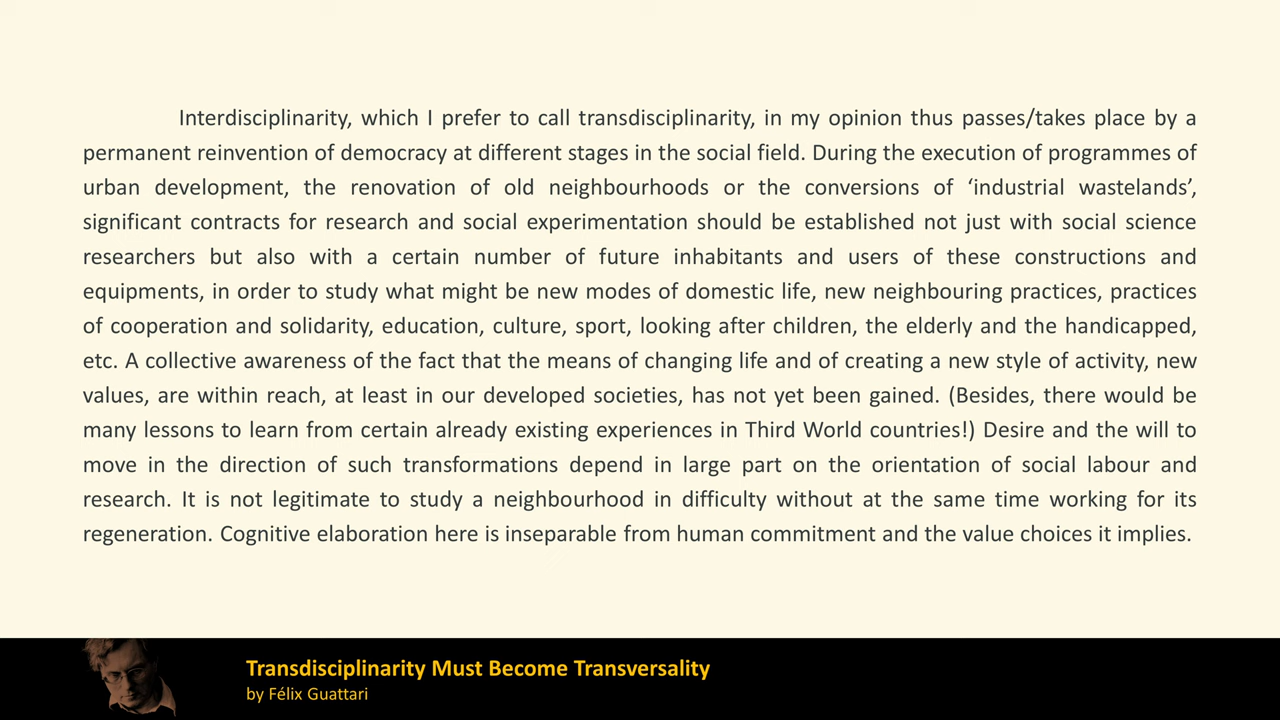 Interdisciplinarity, which I prefer to call transdisciplinarity, in my opinion thus passes/takes place by a
permanent reinvention of democracy at different stages in the social field. During the execution of programmes of
urban development, the renovation of old neighbourhoods or the conversions of ‘industrial wastelands’,
significant contracts for research and social experimentation should be established not just with social science
researchers but also with a certain number of future inhabitants and users of these constructions and
equipments, in order to study what might be new modes of domestic life, new neighbouring practices, practices
of cooperation and solidarity, education, culture, sport, looking after children, the elderly and the handicapped,
etc. A collective awareness of the fact that the means of changing life and of creating a new style of activity, new
values, are within reach, at least in our developed societies, has not yet been gained. (Besides, there would be
many lessons to learn from certain already existing experiences in Third World countries!) Desire and the will to
move in the direction of such transformations depend in large part on the orientation of social labour and
research. It is not legitimate to study a neighbourhood in difficulty without at the same time working for its
regeneration. Cognitive elaboration here is inseparable from human commitment and the value choices it implies.
Transdisciplinarity Must Become Transversality
by Félix Guattari